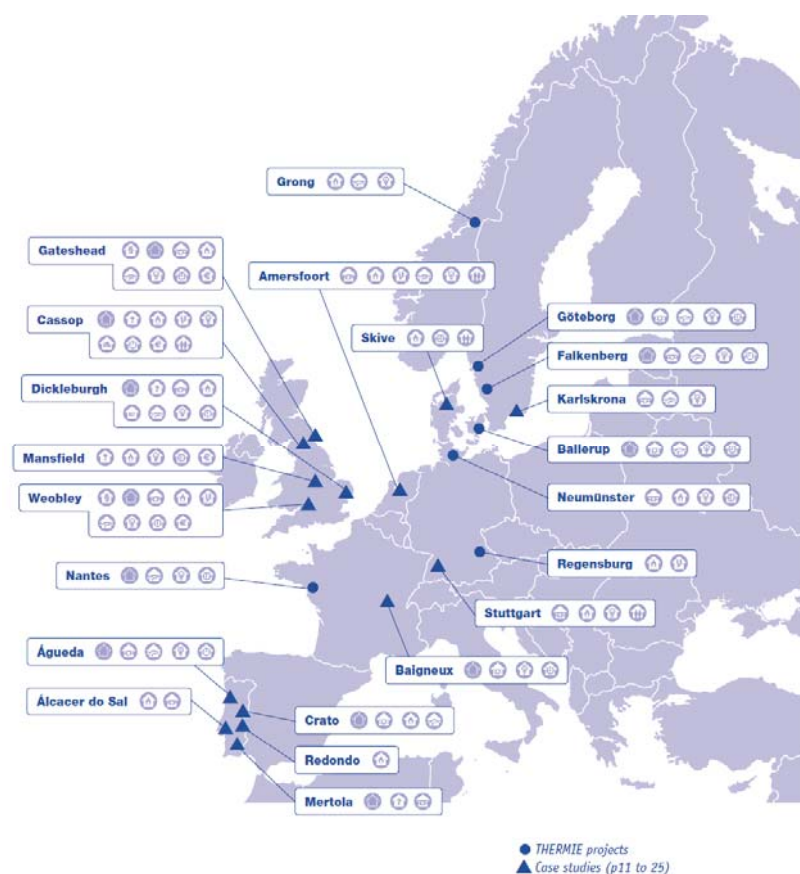 Grong
Gateshead
Amersfoort
Cassop
Skive
Göteborg
Falkenberg
Dickleburgh
Karlskrona
Ballerup
Mansfield
Weobley
Neumünster
Nantes
Regensburg
Stuttgart
Águeda
Baigneux
Álcacer do Sal
Crato
Redondo
Mertola
THERMIE projects
Case studies (p11 to 25)